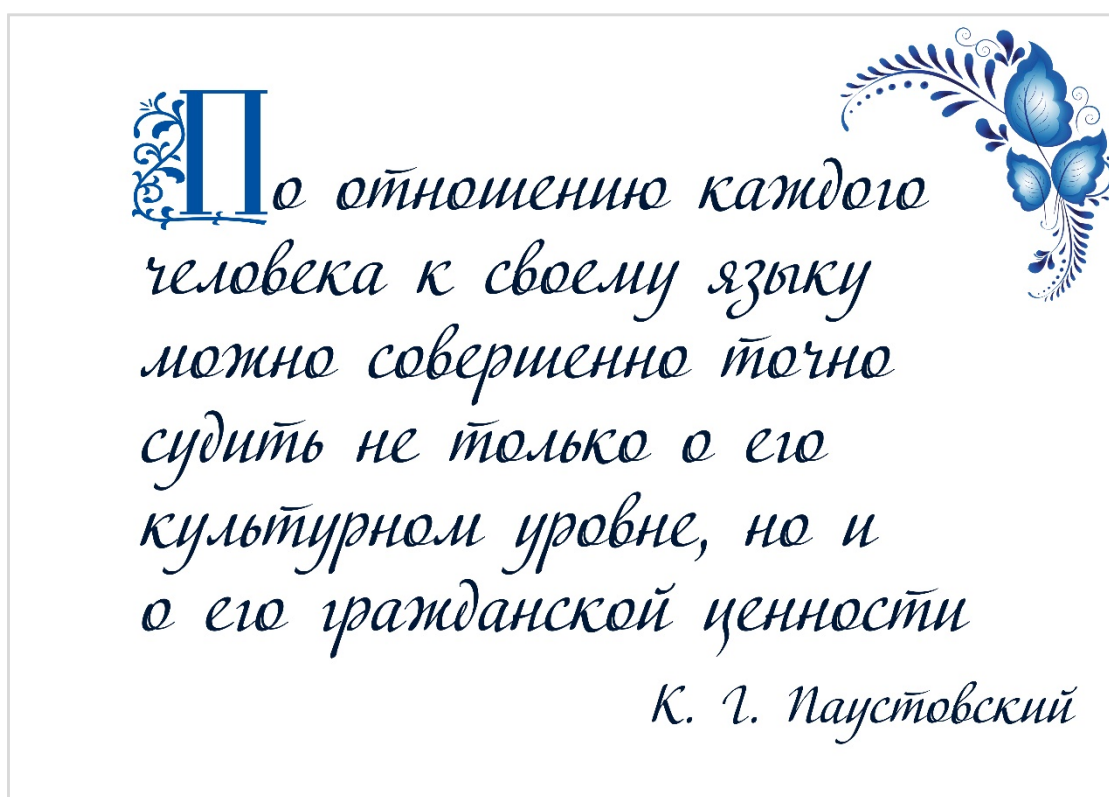 По отношению каждого
человека к своему языку
можно совершенно точно
судить не только о его
культурном уровне, но и
о его гражданской ценности
К. Г. Паустовский